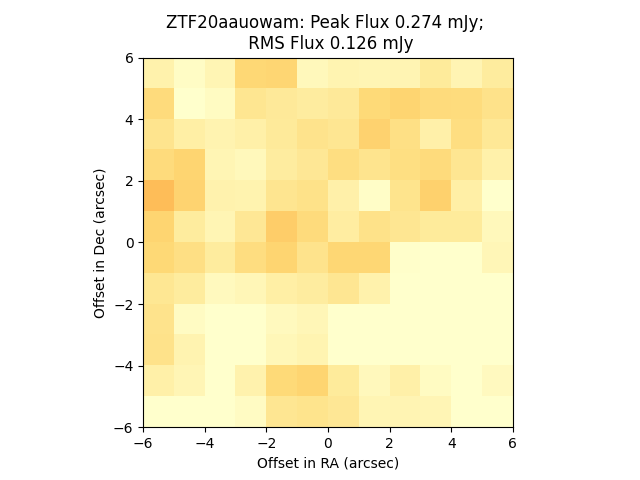 ZTF20aauowam: Peak Flux 0.274 mJy;
RMS Flux 0.126 mJy
6
4
2
0
−2
−4
−6
Offset in Dec (arcsec)
−6 −4 −2 0 2 4 6
Offset in RA (arcsec)